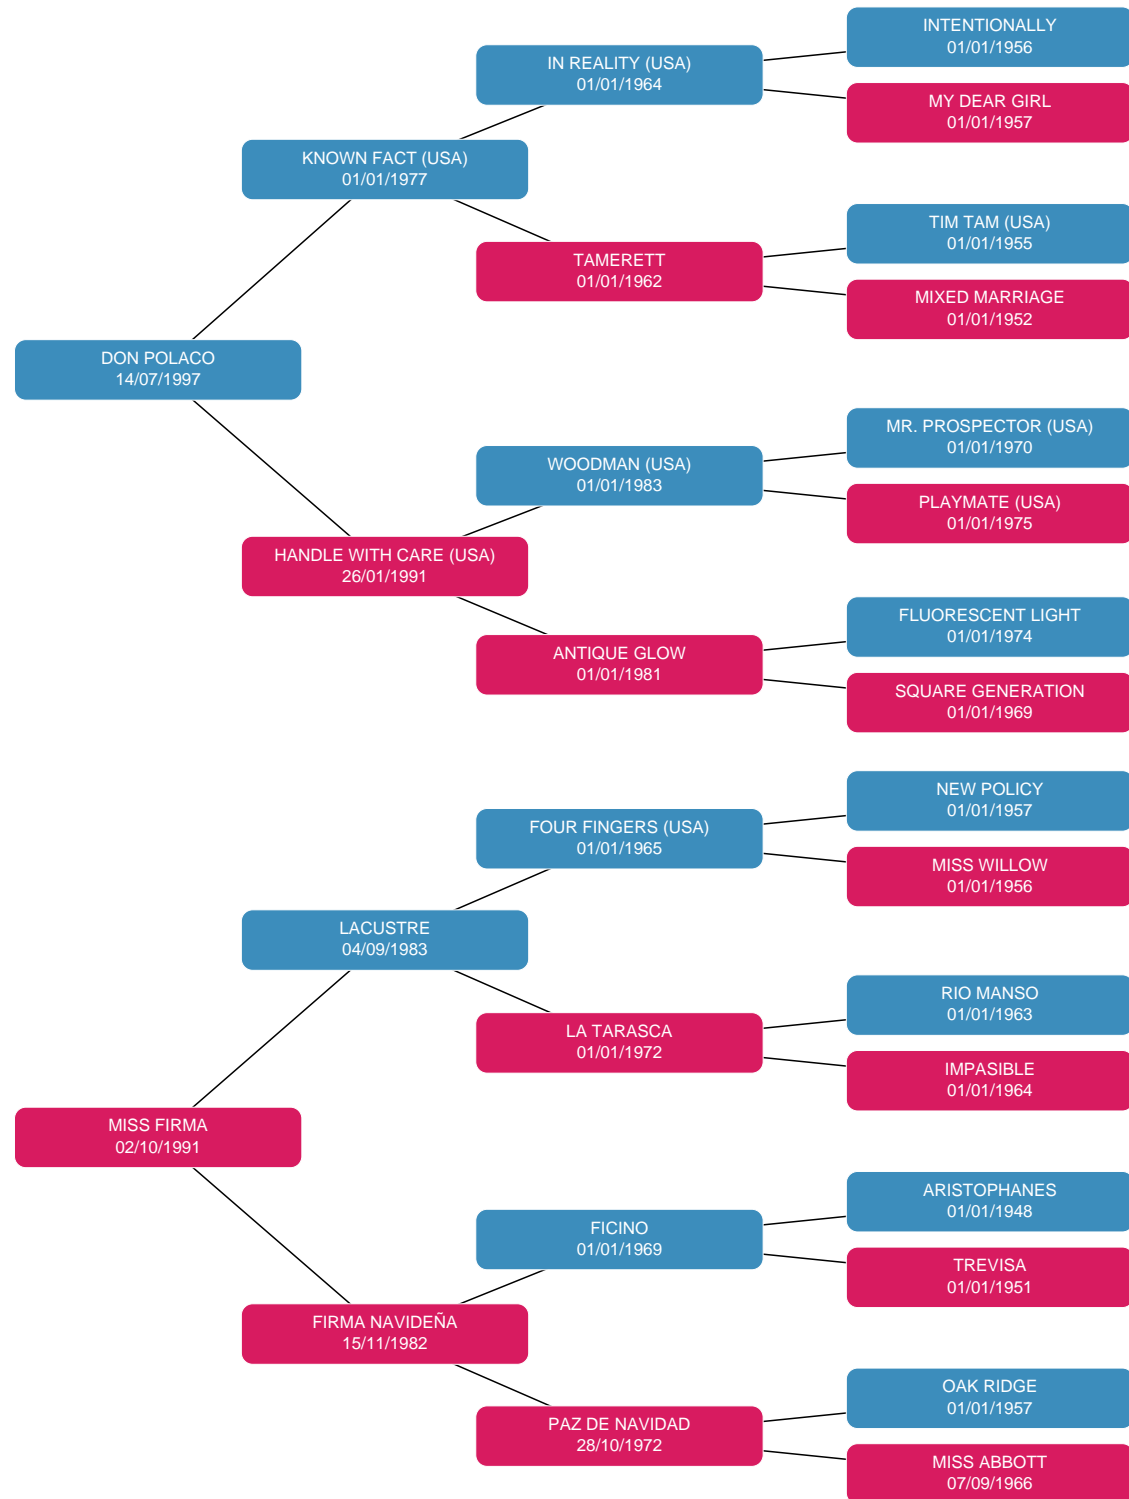 INTENTIONALLY
01/01/1956
IN REALITY (USA)
01/01/1964
MY DEAR GIRL
01/01/1957
KNOWN FACT (USA)
01/01/1977
TIM TAM (USA)
01/01/1955
TAMERETT
01/01/1962
MIXED MARRIAGE
01/01/1952
DON POLACO
14/07/1997
MR. PROSPECTOR (USA)
01/01/1970
WOODMAN (USA)
01/01/1983
PLAYMATE (USA)
01/01/1975
HANDLE WITH CARE (USA)
26/01/1991
FLUORESCENT LIGHT
01/01/1974
ANTIQUE GLOW
01/01/1981
SQUARE GENERATION
01/01/1969
NEW POLICY
01/01/1957
FOUR FINGERS (USA)
01/01/1965
MISS WILLOW
01/01/1956
LACUSTRE
04/09/1983
RIO MANSO
01/01/1963
LA TARASCA
01/01/1972
IMPASIBLE
01/01/1964
MISS FIRMA
02/10/1991
ARISTOPHANES
01/01/1948
FICINO
01/01/1969
TREVISA
01/01/1951
FIRMA NAVIDEÑA
15/11/1982
OAK RIDGE
01/01/1957
PAZ DE NAVIDAD
28/10/1972
MISS ABBOTT
07/09/1966